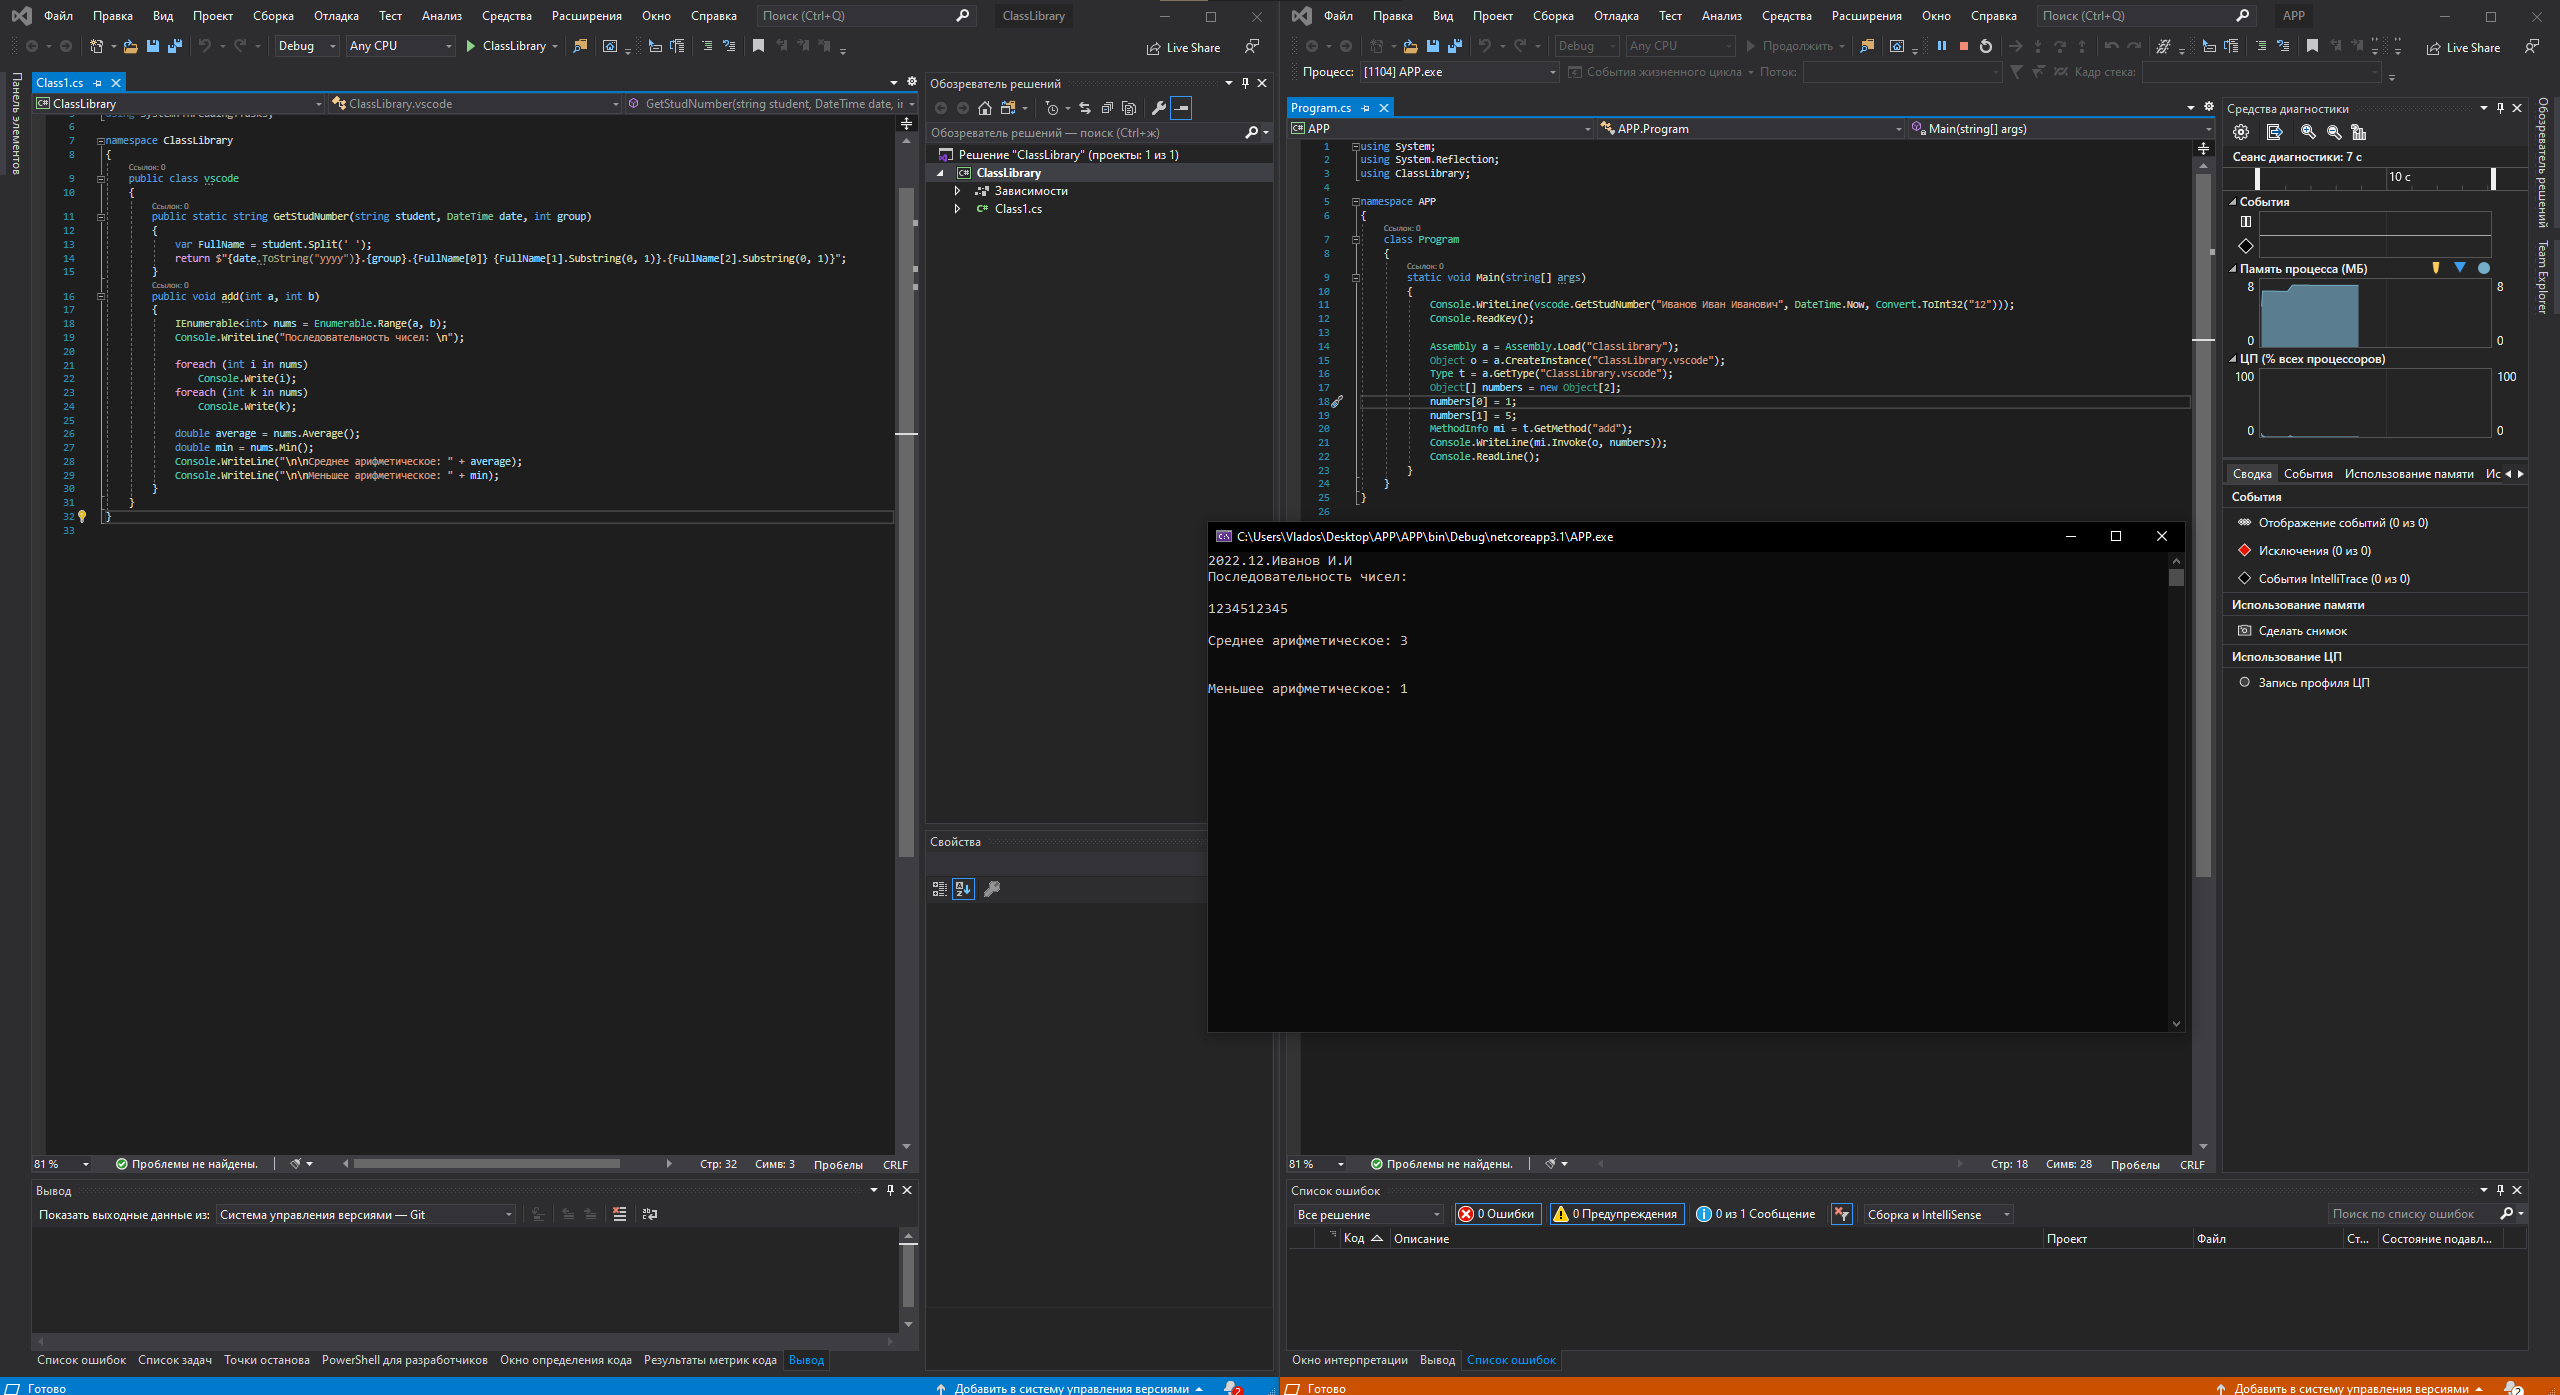 Файл Правка Вид Проект Сборка Отладка Тест Анализ Средства Расширения Окно Справка Поиск (Ctrl+Q) ClassLibrary
Debug Any CPU ClassLibrary Live Share
Панель элементов
Class1.cs
ClassLibrary ClassLibrary.vscode GetStudNumber(string student, DateTime date, ir
6
7 namespace ClassLibrary
8 {
Ссылок: 0
9 public class vscode
10 {
Ссылок: 0
11 public static string GetStudNumber(string student, DateTime date, int group)
12 {
13 var FullName = student.Split(' ');
14 return $"{date.ToString("yyyy")}.{group}.{FullName[0]} {FullName[1].Substring(0, 1)}.{FullName[2].Substring(0, 1)}";
15 }
Ссылок: 0
16 public void add(int a, int b)
17 {
18 IEnumerable<int> nums = Enumerable.Range(a, b);
19 Console.WriteLine("Последовательность чисел: \n");
20
21 foreach (int i in nums)
22 Console.Write(i);
23 foreach (int k in nums)
24 Console.Write(k);
25
26 double average = nums.Average();
27 double min = nums.Min();
28 Console.WriteLine("\n\nСреднее арифметическое: " + average);
29 Console.WriteLine("\n\nМеньшее арифметическое: " + min);
30 }
31 }
32 }
33
81 % Проблемы не найдены. Стр: 32 Симв: 3 Пробелы CRLF
Вывод
Показать выходные данные из: Система управления версиями — Git
Список ошибок Список задач Точки останова PowerShell для разработчиков Окно определения кода Результаты метрик кода Вывод
Готово Добавить в систему управления версиями 2
Обозреватель решений
Обозреватель решений — поиск (Ctrl+ж)
Решение "ClassLibrary" (проекты: 1 из 1)
ClassLibrary
Зависимости
C# Class1.cs
Свойства
Файл Правка Вид Проект Сборка Отладка Тест Анализ Средства Расширения Окно Справка Поиск (Ctrl+Q) APP
Debug Any CPU Продолжить Live Share
Процесс: [1104] APP.exe События жизненного цикла Поток: Кадр стека:
Program.cs
APP APP.Program Main(string[] args)
1 using System;
2 using System.Reflection;
3 using ClassLibrary;
4
5 namespace APP
6 {
Ссылок: 0
7 class Program
8 {
Ссылок: 0
9 static void Main(string[] args)
10 {
11 Console.WriteLine(vscode.GetStudNumber("Иванов Иван Иванович", DateTime.Now, Convert.ToInt32("12")));
12 Console.ReadKey();
13
14 Assembly a = Assembly.Load("ClassLibrary");
15 Object o = a.CreateInstance("ClassLibrary.vscode");
16 Type t = a.GetType("ClassLibrary.vscode");
17 Object[] numbers = new Object[2];
18 numbers[0] = 1;
19 numbers[1] = 5;
20 MethodInfo mi = t.GetMethod("add");
21 Console.WriteLine(mi.Invoke(o, numbers));
22 Console.ReadLine();
23 }
24 }
25 }
26
C:\Users\Vlados\Desktop\APP\APP\bin\Debug\netcoreapp3.1\APP.exe
2022.12.Иванов И.И
Последовательность чисел:
1234512345
Среднее арифметическое: 3
Меньшее арифметическое: 1
81 % Проблемы не найдены. Стр: 18 Симв: 28 Пробелы CRLF
Средства диагностики
Сеанс диагностики: 7 с
10 с
События
Память процесса (МБ)
8 8
0 0
ЦП (% всех процессоров)
100 100
0 0
Сводка События Использование памяти Ис
События
Отображение событий (0 из 0)
Исключения (0 из 0)
События IntelliTrace (0 из 0)
Использование памяти
Сделать снимок
Использование ЦП
Запись профиля ЦП
Обозреватель решений
Team Explorer
Список ошибок
Все решение 0 Ошибки 0 Предупреждения 0 из 1 Сообщение Сборка и IntelliSense Поиск по списку ошибок
Код Описание Проект Файл Ст... Состояние подавл...
Окно интерпретации Вывод Список ошибок
Готово Добавить в систему управления версиями 2